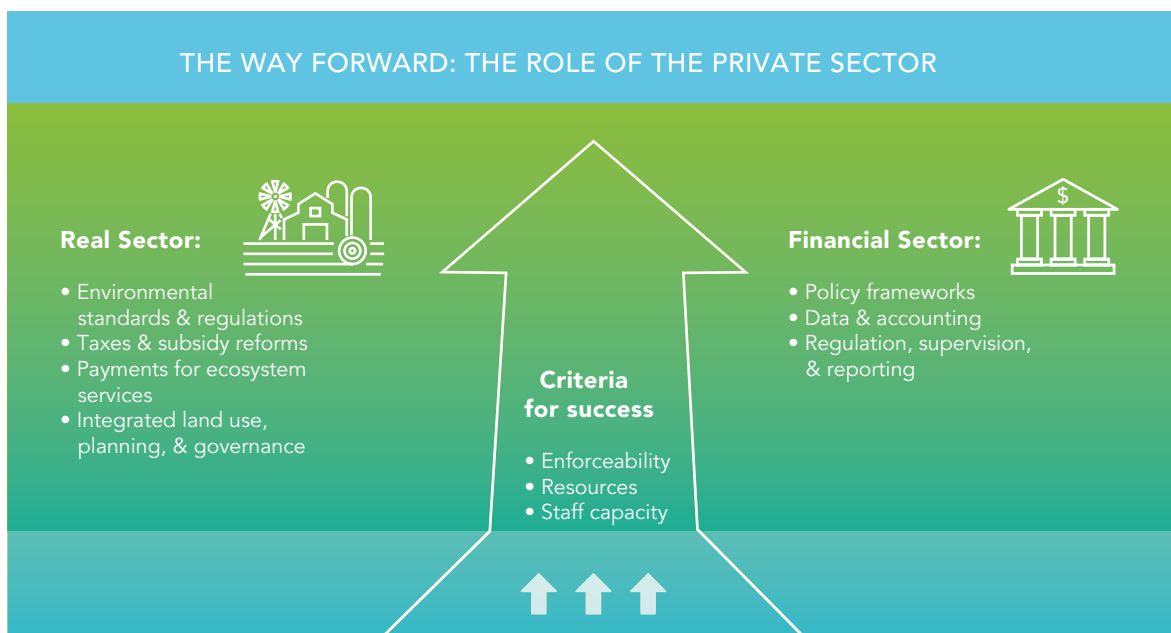 THE WAY FORWARD: THE ROLE OF THE PRIVATE SECTOR
Real Sector:
• Environmental
standards & regulations
• Taxes & subsidy reforms
• Payments for ecosystem
services
• Integrated land use,
planning, & governance
Criteria
for success
• Enforceability
• Resources
• Staff capacity
$
Financial Sector:
• Policy frameworks
• Data & accounting
• Regulation, supervision,
& reporting